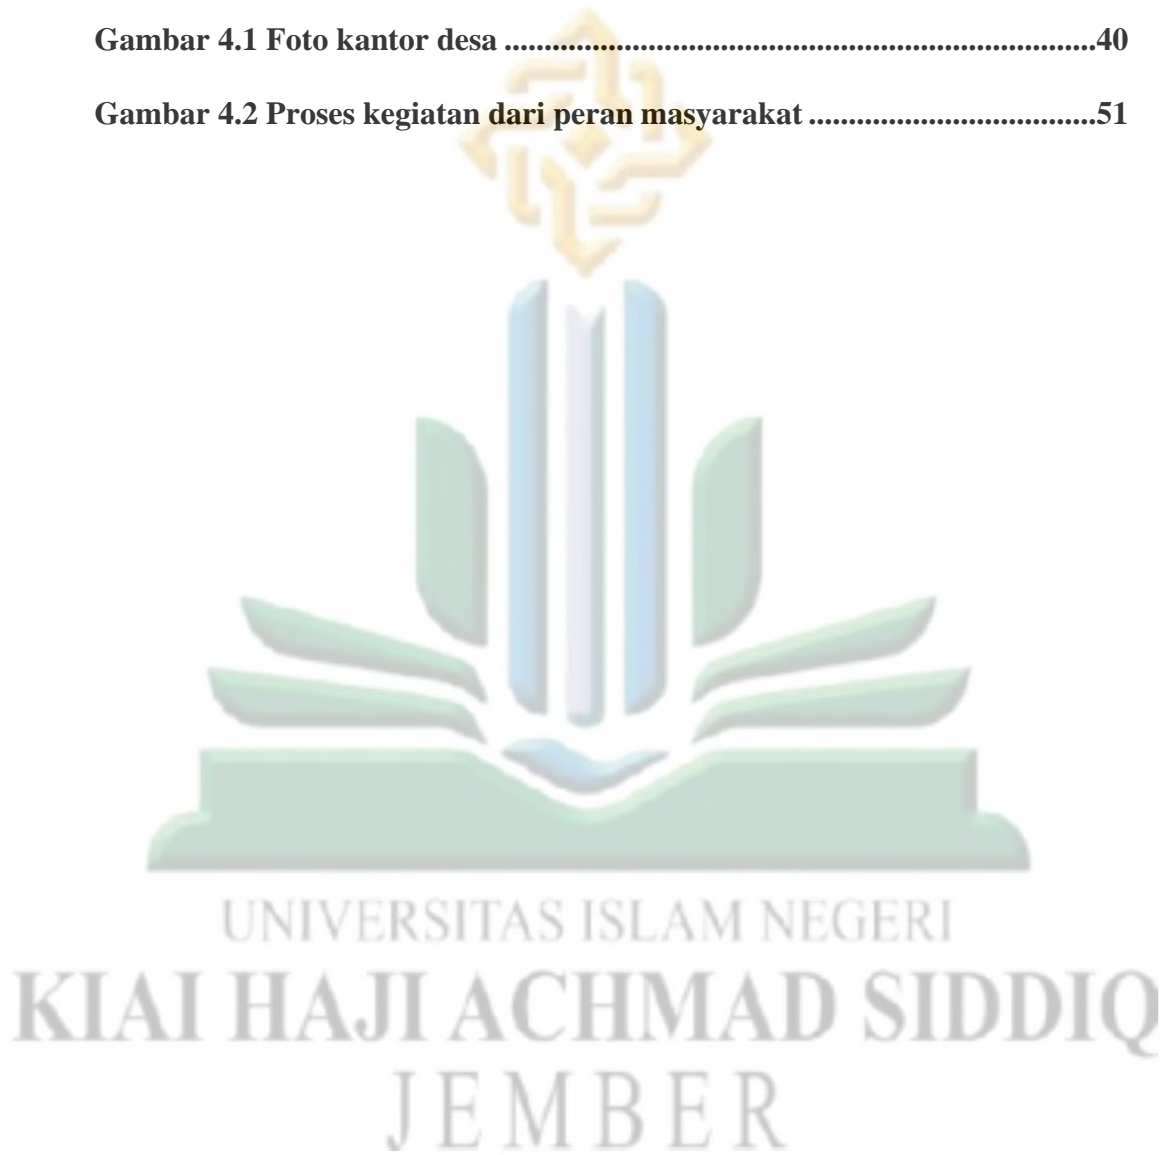 Gambar 4.1 Foto kantor desa ...........................................................................40
Gambar 4.2 Proses kegiatan dari peran masyarakat ....................................51
UNIVERSITAS ISLAM NEGERI
KIAI HAJI ACHMAD SIDDIQ
JEMBER